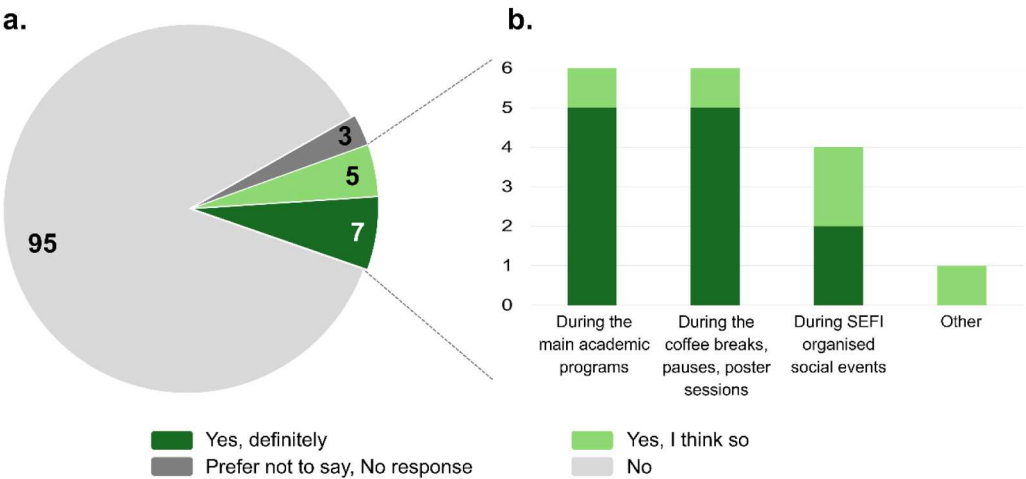 a.
3
5
7
95
b.
6
5
4
3
2
1
0
During the
main academic
programs
During the
coffee breaks,
pauses, poster
sessions
During SEFI
organised
social events
Other
Yes, definitely
Prefer not to say, No response
Yes, I think so
No